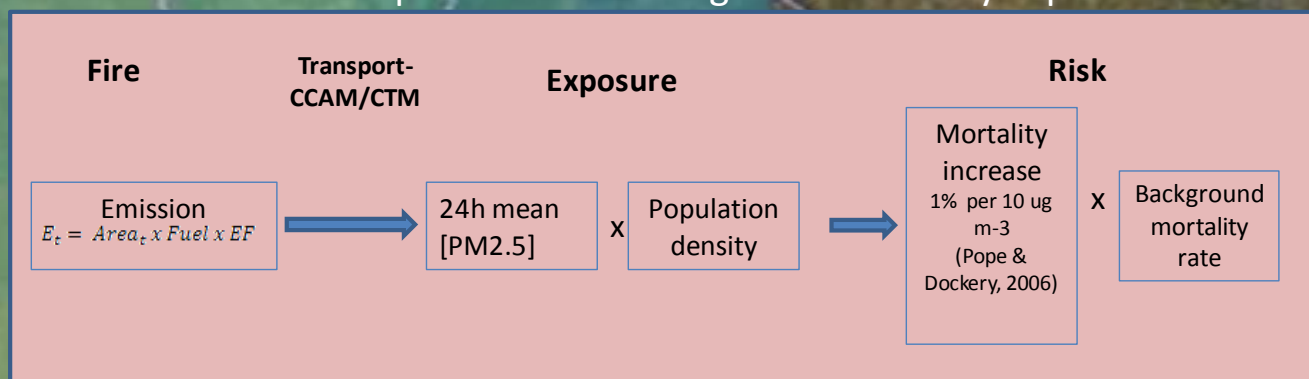 Fire
Transport-
CCAM/CTM
Exposure
Risk
Emission
E_t = Area_t x Fuel x EF
24h mean
[PM2.5]
x
Population
density
Mortality
increase
1% per 10 ug
m-3
(Pope &
Dockery, 2006)
x
Background
mortality
rate